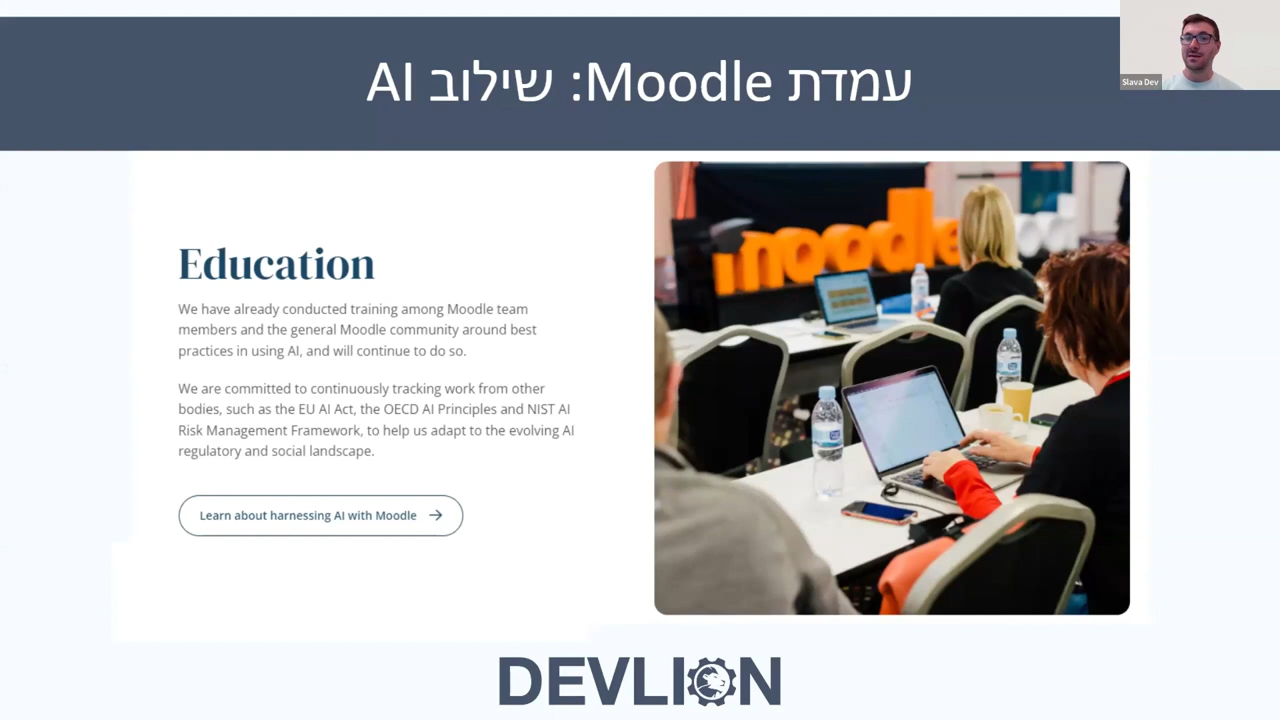 עמדת Moodle: שילוב AI
Slava Dev
moodle
Education
We have already conducted training among Moodle team
members and the general Moodle community around best
practices in using AI, and will continue to do so.
We are committed to continuously tracking work from other
bodies, such as the EU AI Act, the OECD AI Principles and NIST AI
Risk Management Framework, to help us adapt to the evolving AI
regulatory and social landscape.
Learn about harnessing AI with Moodle →
DEVLION